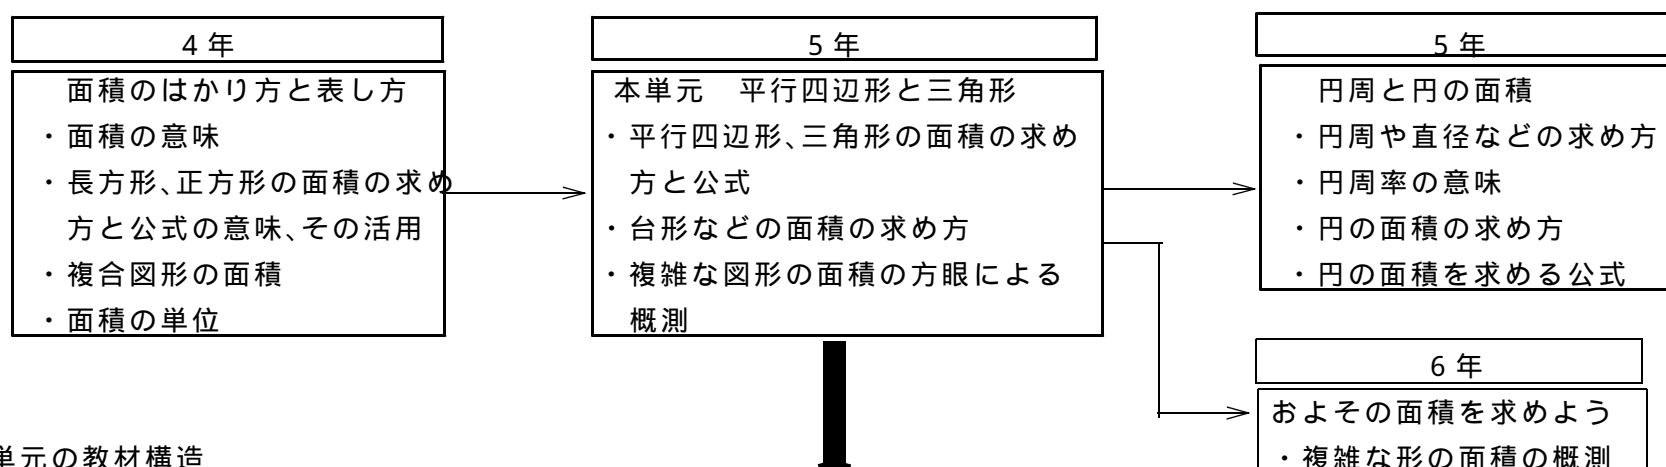 4年
面積のはかり方と表し方
・面積の意味
・長方形、正方形の面積の求め
方と公式の意味、その活用
・複合図形の面積
・面積の単位
5年
本単元　平行四辺形と三角形
・平行四辺形、三角形の面積の求め
方と公式
・台形などの面積の求め方
・複雑な図形の面積の方眼による
概測
5年
円周と円の面積
・円周や直径などの求め方
・円周率の意味
・円の面積の求め方
・円の面積を求める公式
6年
およその面積を求めよう
・複雑な形の面積の概測
単元の教材構造